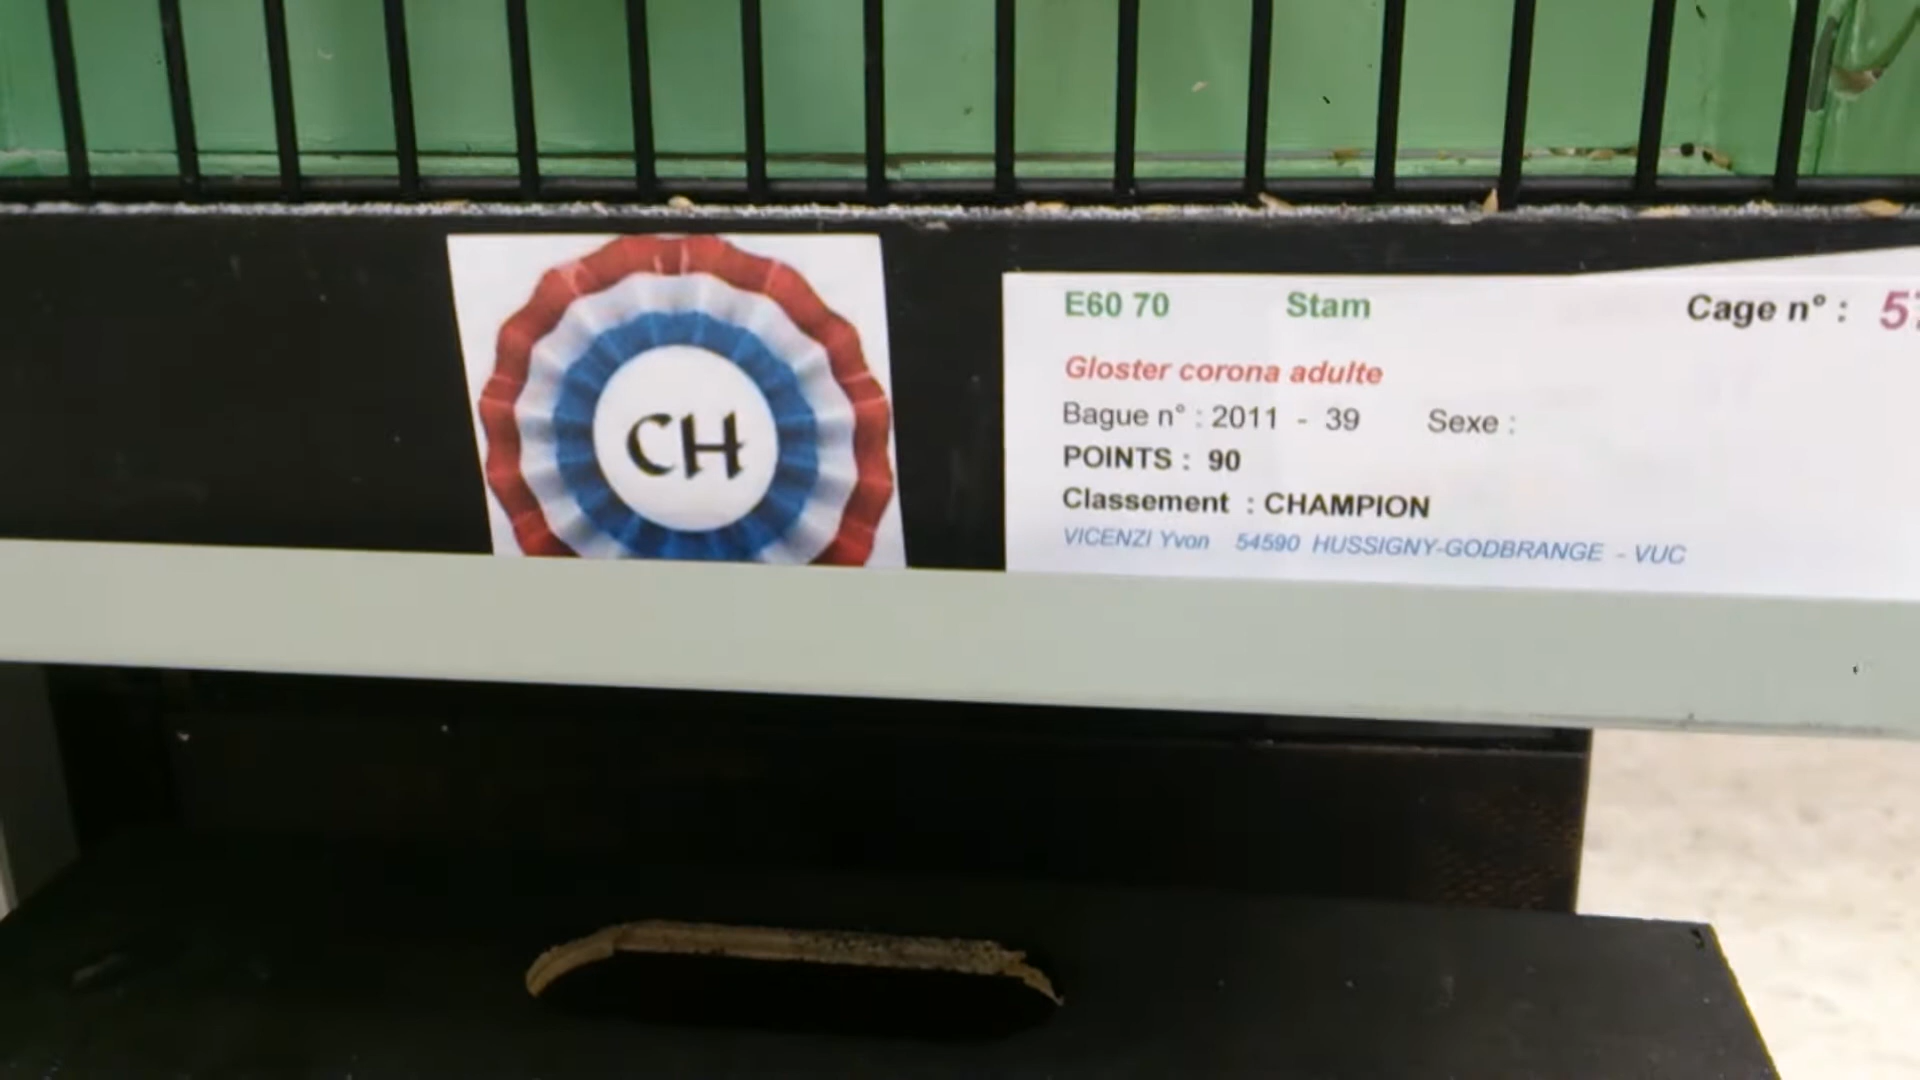 CH
E60 70 Stam Cage n° :
Gloster corona adulte
Bague n° : 2011 - 39 Sexe :
POINTS : 90
Classement : CHAMPION
VICENZI Yvon 54590 HUSSIGNY-GODBRANGE - VUC